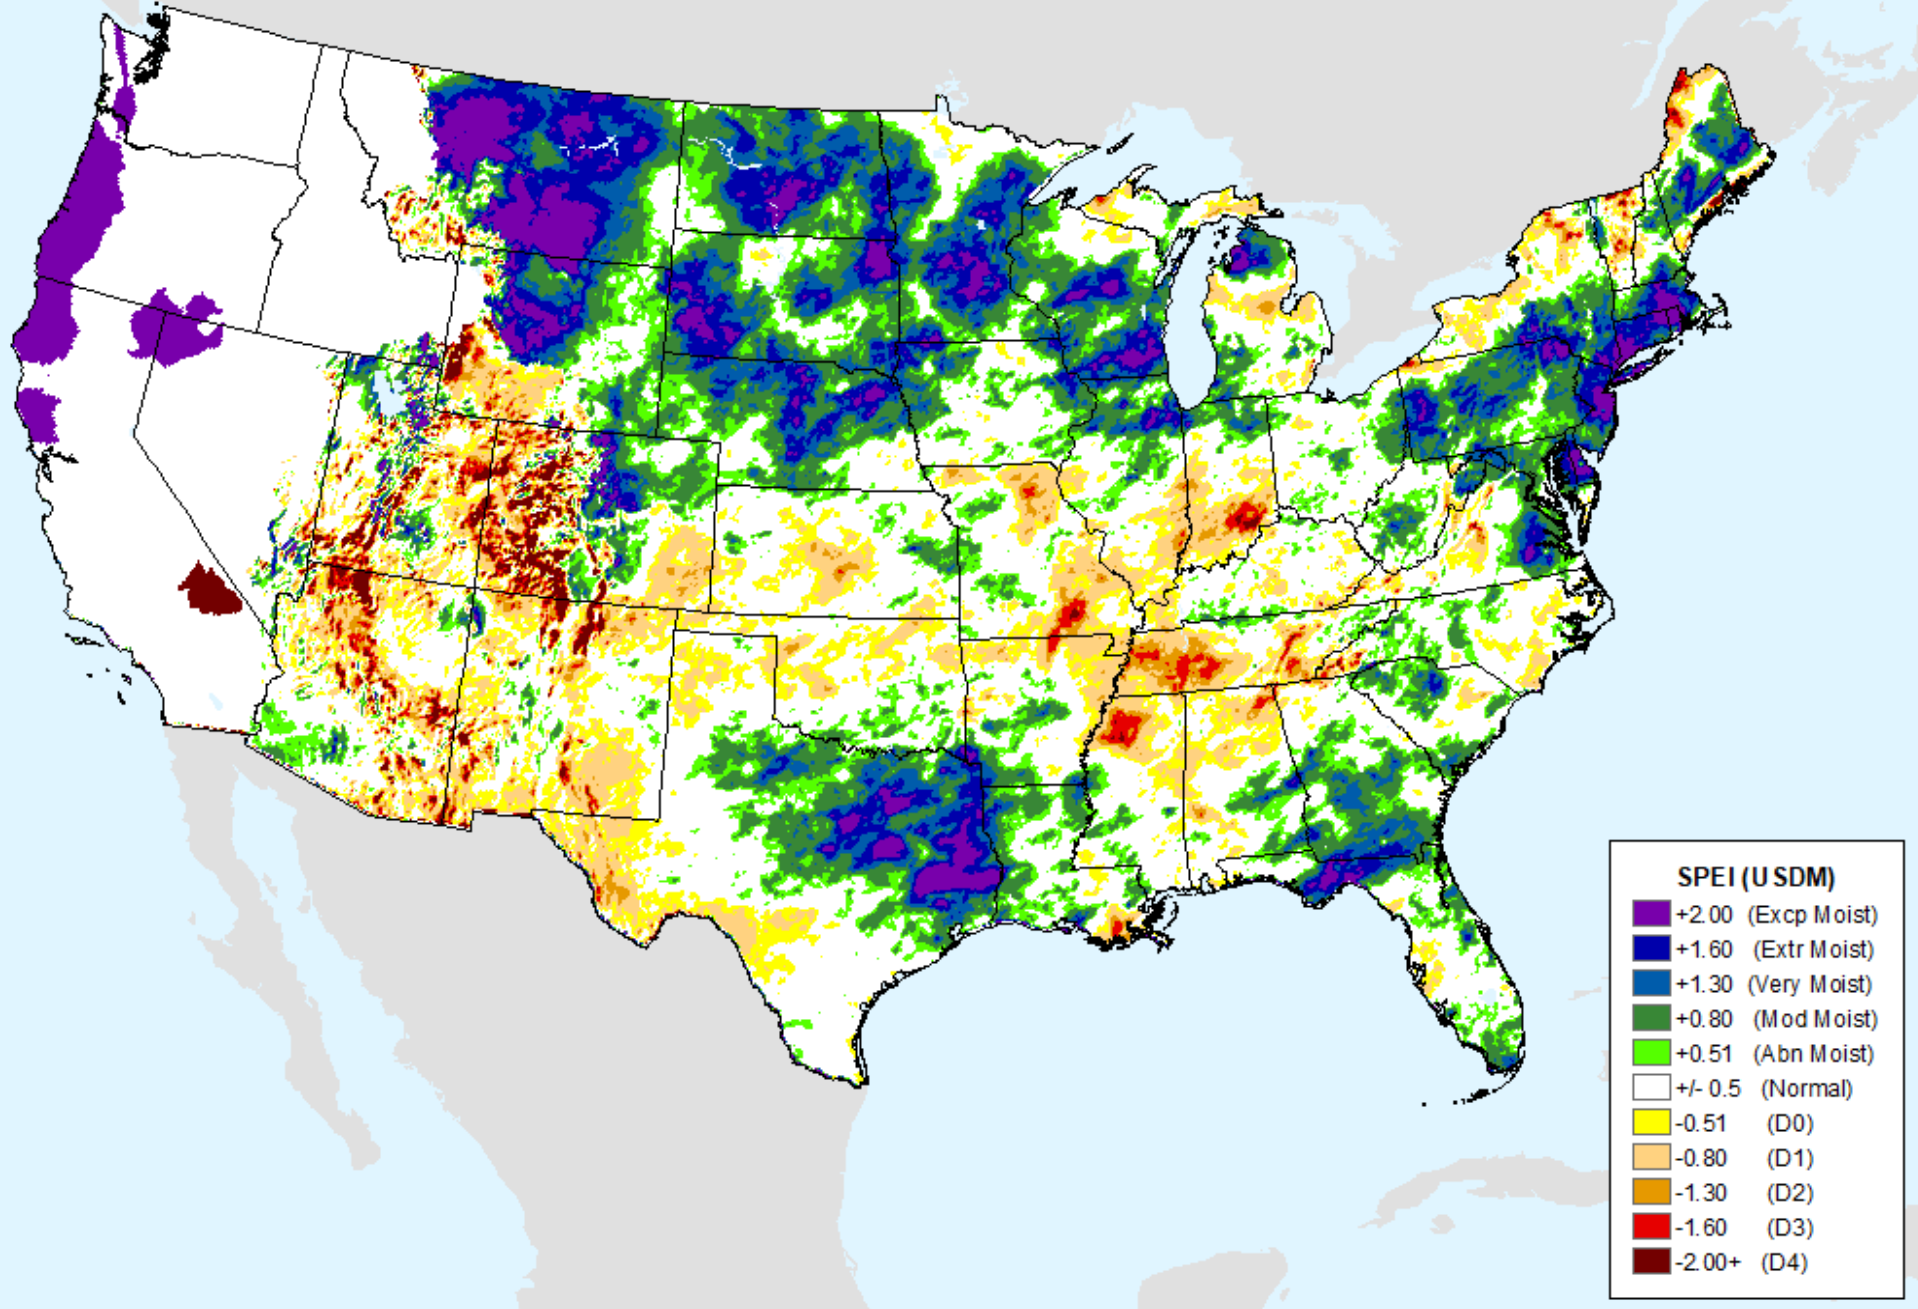 SPEI (USDM)
+2.00 (Excp Moist)
+1.60 (Extr Moist)
+1.30 (Very Moist)
+0.80 (Mod Moist)
+0.51 (Abn Moist)
+/- 0.5 (Normal)
-0.51 (D0)
-0.80 (D1)
-1.30 (D2)
-1.60 (D3)
-2.00+ (D4)